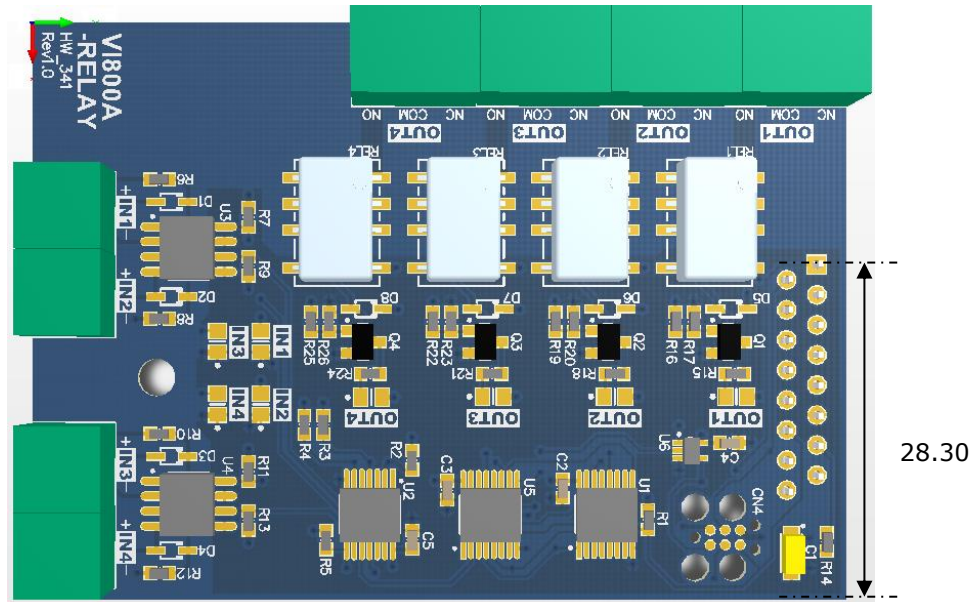 VI800A
-RELAY
HW_341
Rev1.0
NO COM NC NO COM NC NO COM NC NO COM NC
OUT4 OUT3 OUT2 OUT1
REL4 REL3 REL2 REL1
R6
+
IN1
D1
U3
R7
IN2
-
R9
D2
R8
D8 D7 D6 D5
IN3 IN1
R25
R26
Q4
R22
R23
Q3
R19
R20
Q2
R16
R17
Q1
R24 R21 R18 R15
IN4 IN2
OUT4 OUT3 OUT2 OUT1
28.30
R10
+
IN3
D3
U4
R11
R4
R3
R2
U2
C3
U5
C2
U1
U6
C4
CN4
R13
IN4
-
D4
R12
R5
C5
R1
C1
R14